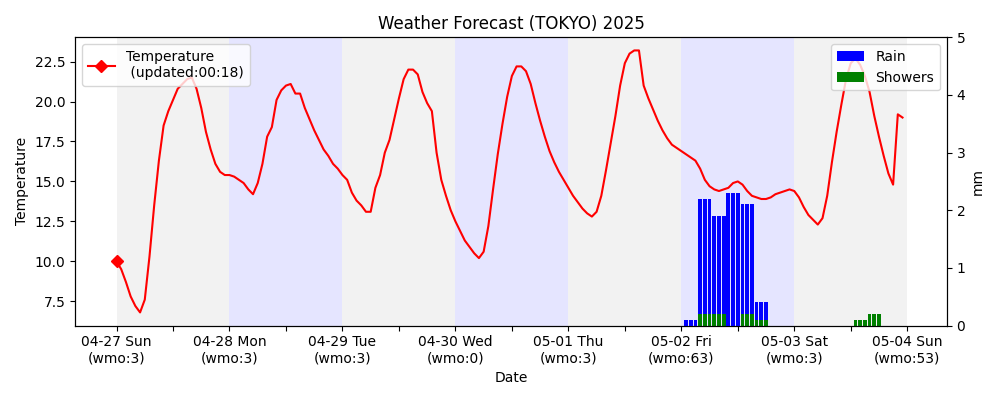 Weather Forecast (TOKYO) 2025
Temperature
(updated:00:18)
Rain
Showers
22.5
20.0
17.5
15.0
12.5
10.0
7.5
Temperature
5
4
3
2
1
0
mm
04-27 Sun
(wmo:3)
04-28 Mon
(wmo:3)
04-29 Tue
(wmo:3)
04-30 Wed
(wmo:0)
05-01 Thu
(wmo:3)
05-02 Fri
(wmo:63)
05-03 Sat
(wmo:3)
05-04 Sun
(wmo:53)
Date